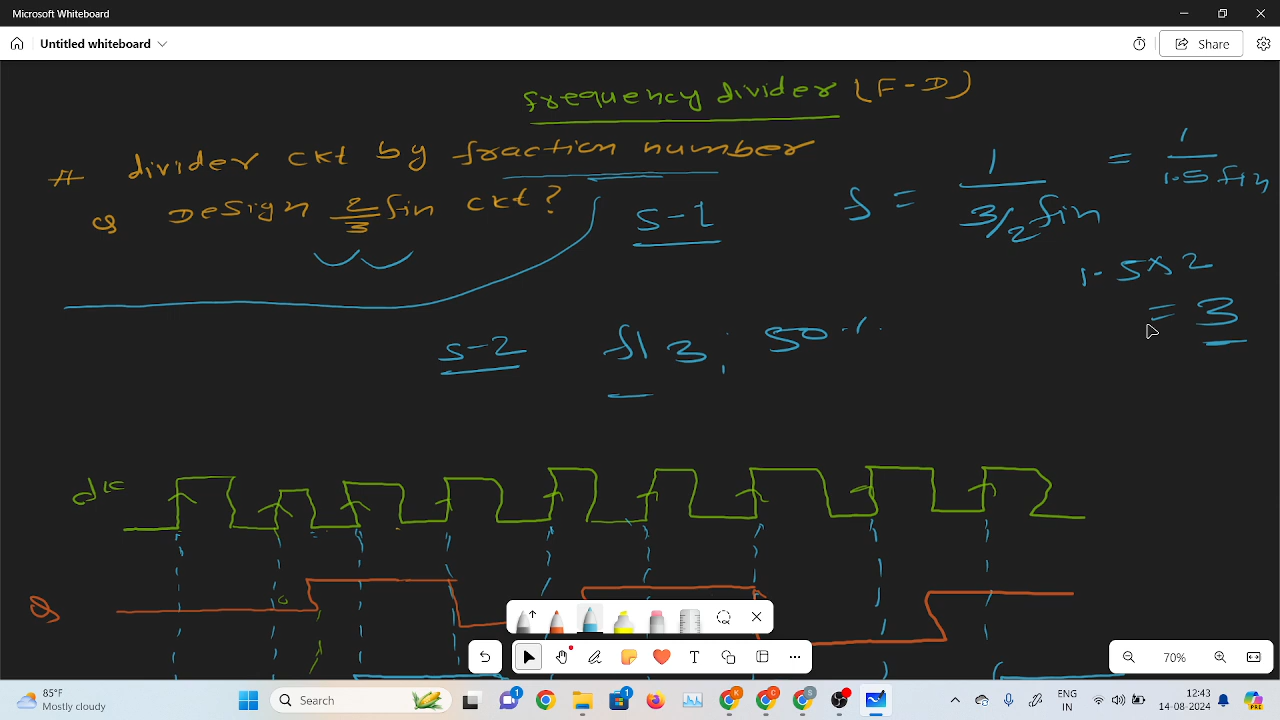 Microsoft Whiteboard
Untitled whiteboard
Share
frequency divider (F-D)
# divider ckt by fraction number
Design 2/3 fin ckt?
S-1
f = 1 / 3/2 fin = 1 / 1.5 fin
1.5x2
= 3
S-2 f/3, 50%
clk
Q
70%
85°F
Mostly cloudy
Search
ENG
IN
12:43
14-08-2024